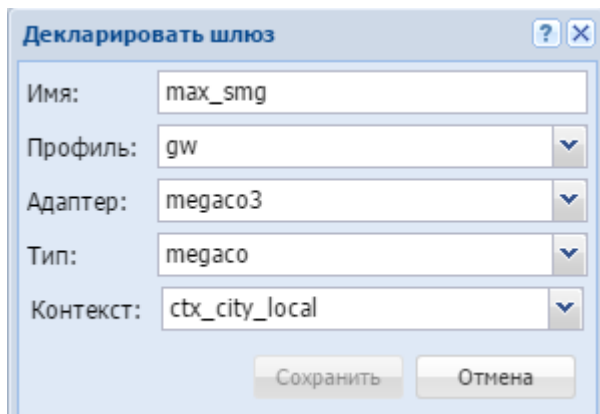 Декларировать шлюз
Имя: max_smg
Профиль: gw
Адаптер: megaco3
Тип: megaco
Контекст: ctx_city_local
Сохранить Отмена